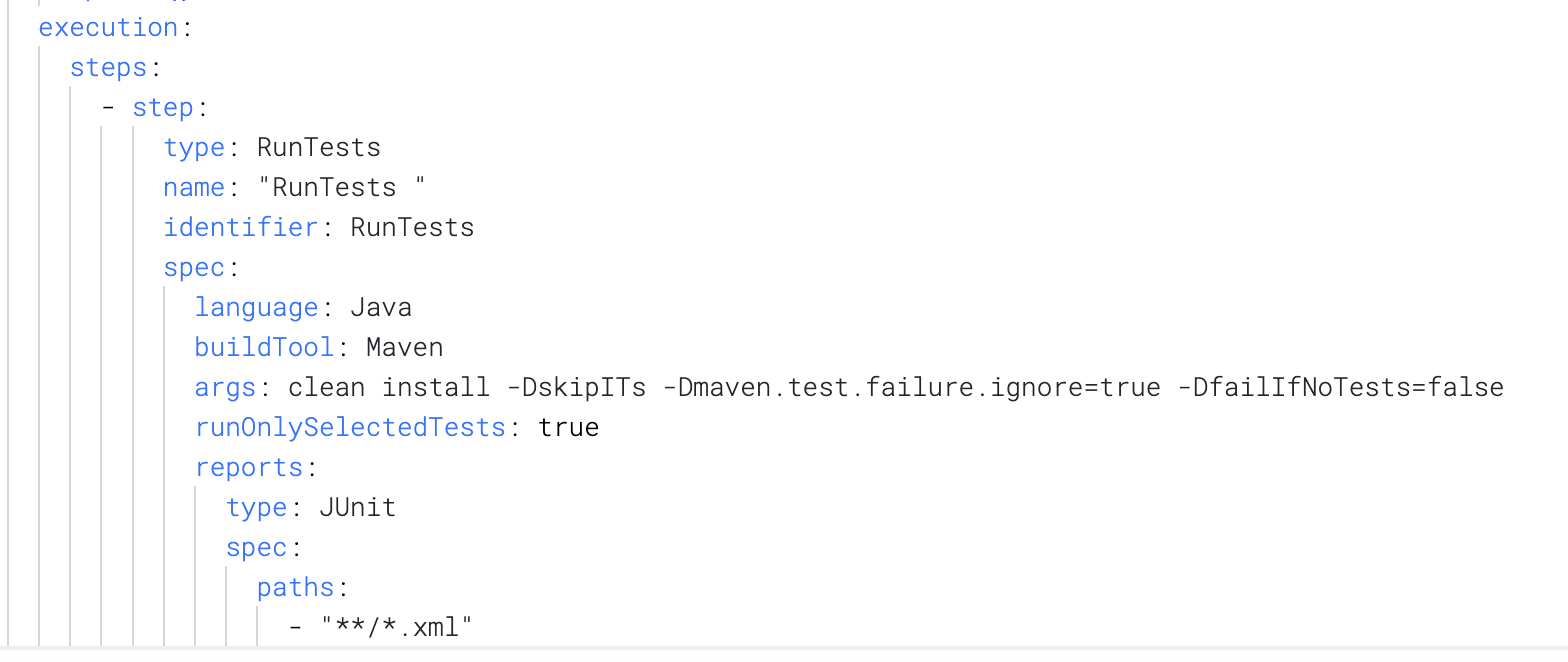 execution:
steps:
- step:
type: RunTests
name: "RunTests "
identifier: RunTests
spec:
language: Java
buildTool: Maven
args: clean install -DskipITs -Dmaven.test.failure.ignore=true -DfailIfNoTests=false
runOnlySelectedTests: true
reports:
type: JUnit
spec:
paths:
- "**/*.xml"